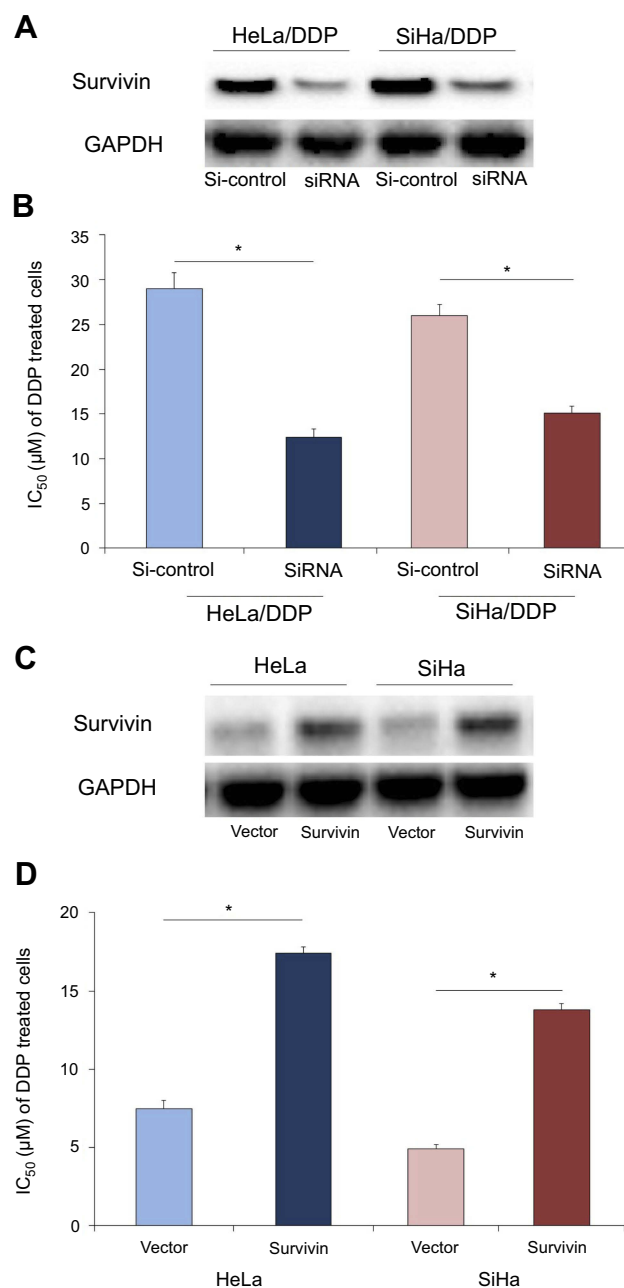 A
HeLa/DDP SiHa/DDP
Survivin
GAPDH
Si-control siRNA Si-control siRNA
B
35
30
25
20
15
10
5
0
IC50 (µM) of DDP treated cells
* *
Si-control SiRNA Si-control SiRNA
HeLa/DDP SiHa/DDP
C
HeLa SiHa
Survivin
GAPDH
Vector Survivin Vector Survivin
D
20
15
10
5
0
IC50 (µM) of DDP treated cells
* *
Vector Survivin Vector Survivin
HeLa SiHa